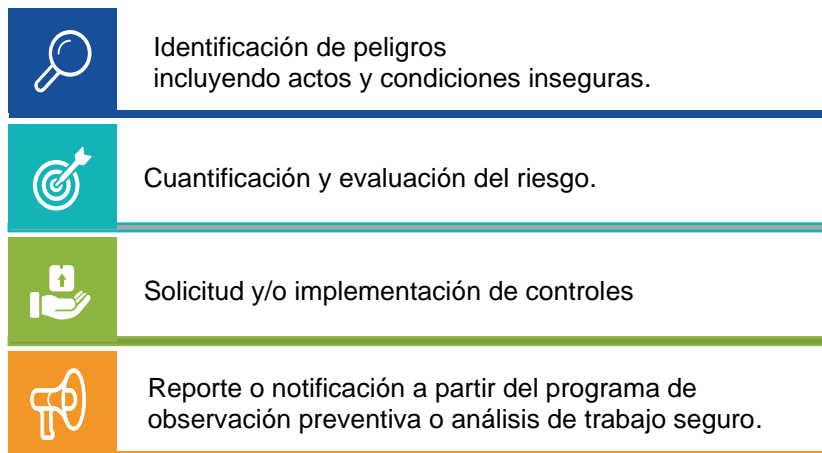 Identificación de peligros
incluyendo actos y condiciones inseguras.
Cuantificación y evaluación del riesgo.
Solicitud y/o implementación de controles
Reporte o notificación a partir del programa de
observación preventiva o análisis de trabajo seguro.